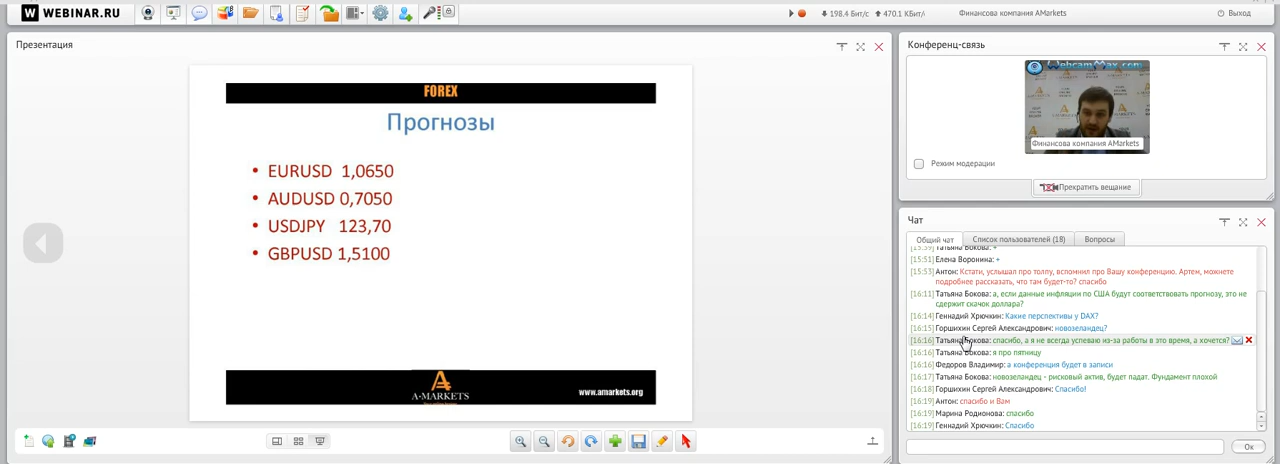 WEBINAR.RU
198.4 Бит/с 470.1 КБит/с
Финансова компания AMarkets
Выход
Презентация
FOREX
Прогнозы
• EURUSD 1,0650
• AUDUSD 0,7050
• USDJPY 123,70
• GBPUSD 1,5100
A-MARKETS
www.amarkets.org
Конференц-связь
WebcamMax.com
Финансова компания AMarkets
Режим модерации
Прекратить вещание
Чат
Общий чат Список пользователей (18) Вопросы
[15:39] Татьяна Бокова: +
[15:51] Елена Воронина: +
[15:53] Антон: Кстати, услышал про толпу, вспомнил про Вашу конференцию. Артем, можнете
подробнее рассказать, что там будет-то? спасибо
[16:11] Татьяна Бокова: а, если данные инфляции по США будут соответствовать прогнозу, это не
сдержит скачок доллара?
[16:14] Геннадий Хрючкин: Какие перспективы у DAX?
[16:15] Горшихин Сергей Александрович: новозеландец?
[16:16] Татьяна Бокова: спасибо, а я не всегда успеваю из-за работы в это время, а хочется?
[16:16] Татьяна Бокова: я про пятницу
[16:16] Федоров Владимир: а конференция будет в записи
[16:17] Татьяна Бокова: новозеландец - рисковый актив, будет падат. Фундамент плохой
[16:18] Горшихин Сергей Александрович: Спасибо!
[16:19] Антон: спасибо и Вам
[16:19] Марина Родионова: спасибо
[16:19] Геннадий Хрючкин: Спасибо
Ок